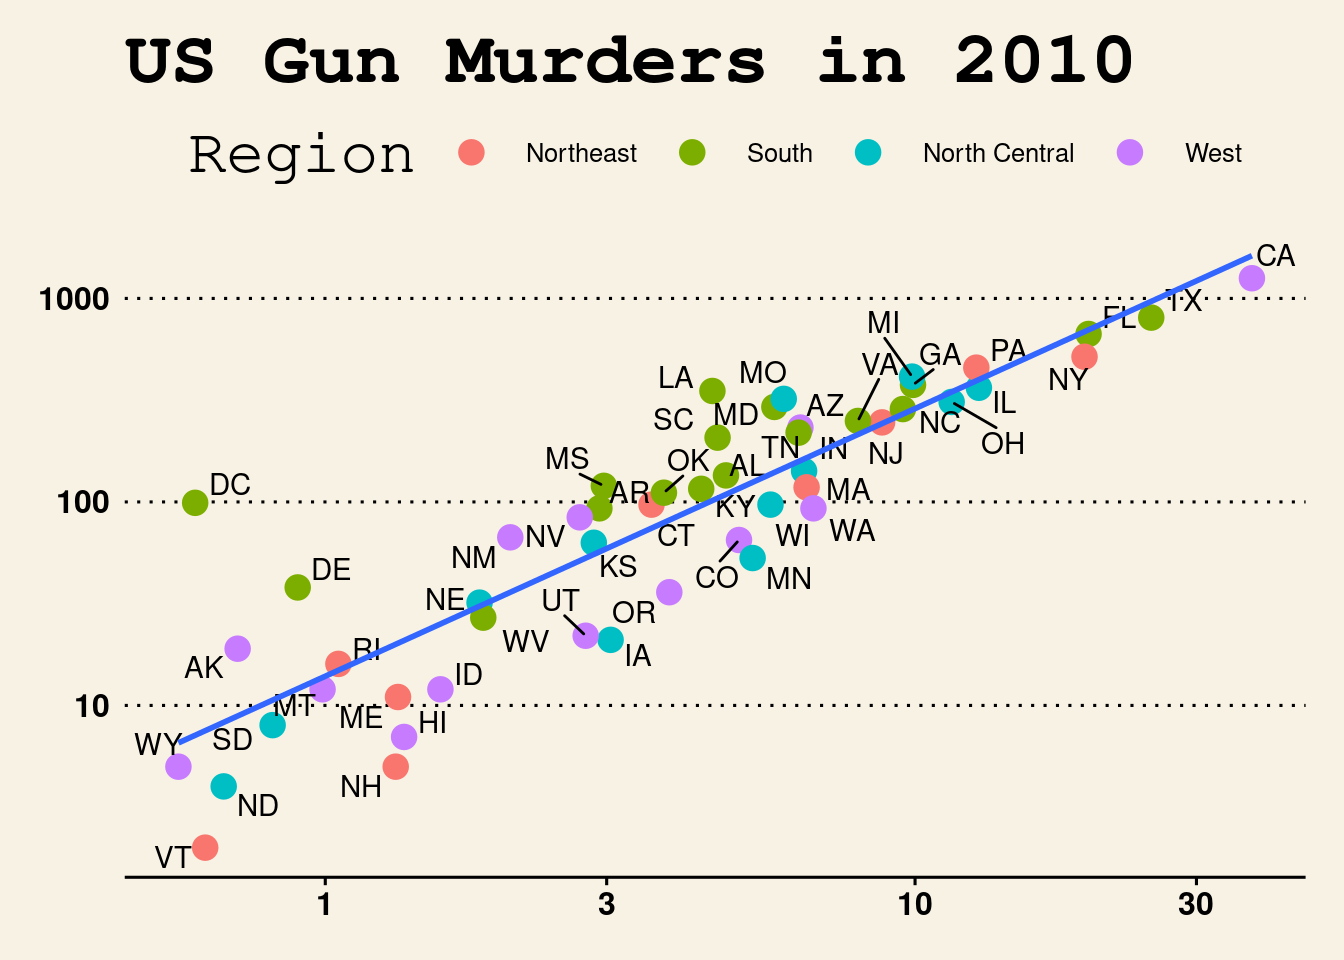 US Gun Murders in 2010
Region Northeast South North Central West
CA
1000
TX
FL
MI
GA
PA
VA
LA
MO
NY
AZ
IL
SC
MD
NC
OH
TN
IN
NJ
MS
OK
AL
DC
AR
MA
100
KY
WA
NV
CT
WI
NM
KS
CO
MN
DE
NE
UT
OR
WV
RI
IA
AK
ID
MT
10
ME
HI
SD
WY
NH
ND
VT
1 3 10 30